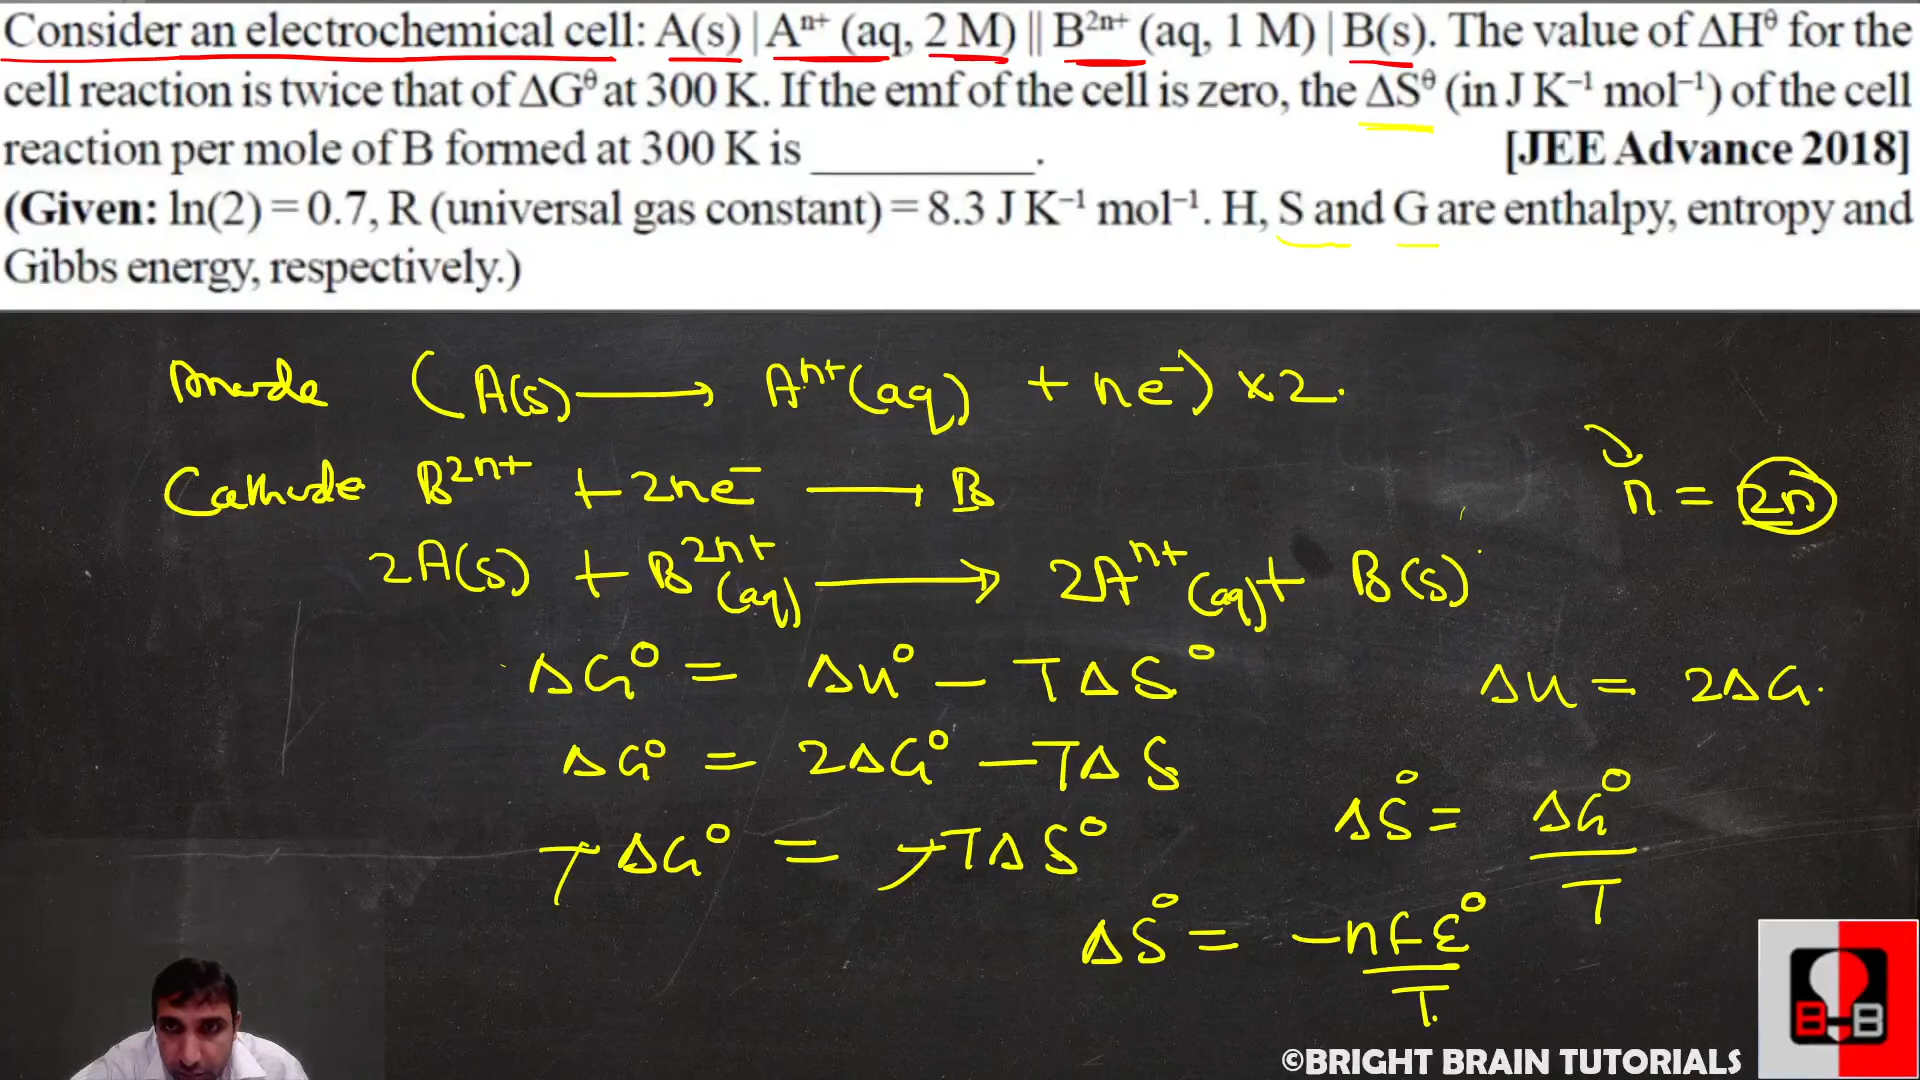 Consider an electrochemical cell: A(s) | Aⁿ⁺ (aq, 2 M) || B²ⁿ⁺ (aq, 1 M) | B(s). The value of ΔH^θ for the
cell reaction is twice that of ΔG^θ at 300 K. If the emf of the cell is zero, the ΔS^θ (in J K⁻¹ mol⁻¹) of the cell
reaction per mole of B formed at 300 K is __________. [JEE Advance 2018]
(Given: ln(2) = 0.7, R (universal gas constant) = 8.3 J K⁻¹ mol⁻¹. H, S and G are enthalpy, entropy and
Gibbs energy, respectively.)
Anode (A(s) ⟶ Aⁿ⁺(aq) + ne⁻) × 2.
Cathode B²ⁿ⁺ + 2ne⁻ ⟶ B
n = 2n
2A(s) + B²ⁿ⁺(aq) ⟶ 2Aⁿ⁺(aq) + B(s)
ΔG° = ΔH° − TΔS°
ΔH = 2ΔG.
ΔG° = 2ΔG° − TΔS
−ΔG° = −TΔS°
ΔS° = ΔG°/T
ΔS° = −nFE°/T.
B B
©BRIGHT BRAIN TUTORIALS